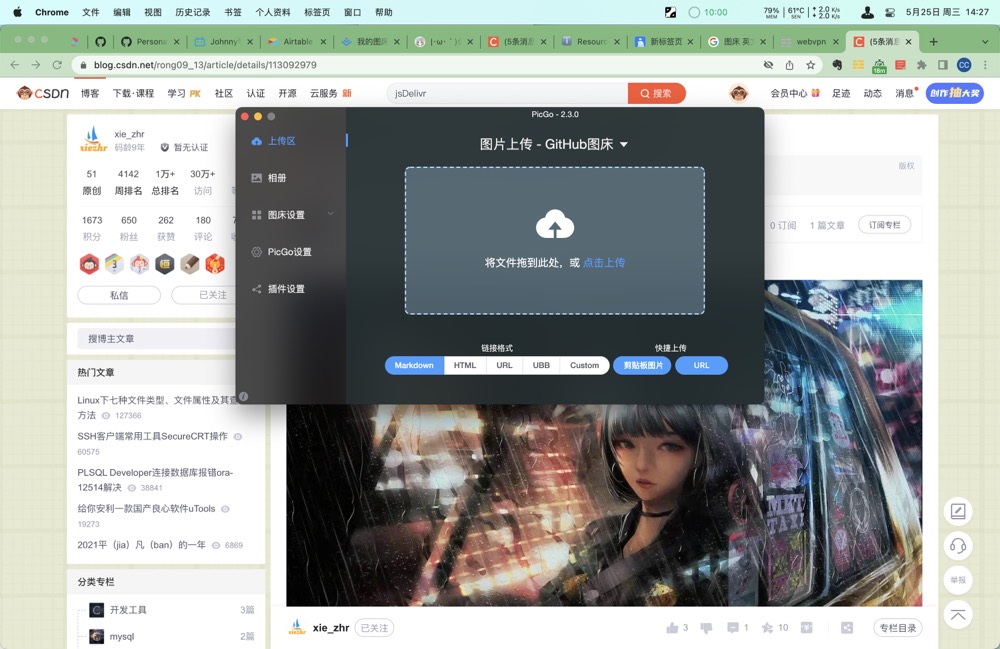 Chrome 文件 编辑 视图 历史记录 书签 个人资料 标签页 窗口 帮助
10:00 79% MEM 61°C SEN 2.0 K/s 2.0 K/s 5月25日 周三 14:27
Persona Johnny Airtable 我的图床 (5条消息 Resour 新标签页 图床 英 webvpn (5条消息
blog.csdn.net/rong09_13/article/details/113092979
18m CC
CSDN 博客 下载·课程 学习 PK 社区 认证 开源 云服务 新 jsDelivr 搜索 会员中心 足迹 动态 消息 创作抽大奖
xie_zhr
码龄9年 暂无认证
51 4142 1万+ 30万+
原创 周排名 总排名 访问
1673 650 262 180
积分 粉丝 获赞 评论
私信 已关注
搜博主文章
热门文章
Linux下七种文件类型、文件属性及其查
方法 127366
SSH客户端常用工具SecureCRT操作
60575
PLSQL Developer连接数据库报错ora-
12514解决 38841
给你安利一款国产良心软件uTools
19273
2021平（jia）凡（ban）的一年 6869
分类专栏
开发工具 3篇
mysql 2篇
PicGo - 2.3.0
上传区
相册
图床设置
PicGo设置
插件设置
图片上传 - GitHub图床
将文件拖到此处，或 点击上传
链接格式 快捷上传
Markdown HTML URL UBB Custom 剪贴板图片 URL
版权
0 订阅 1 篇文章 订阅专栏
MKT
TAXI
xie_zhr 已关注 3 1 10 专栏目录
举报